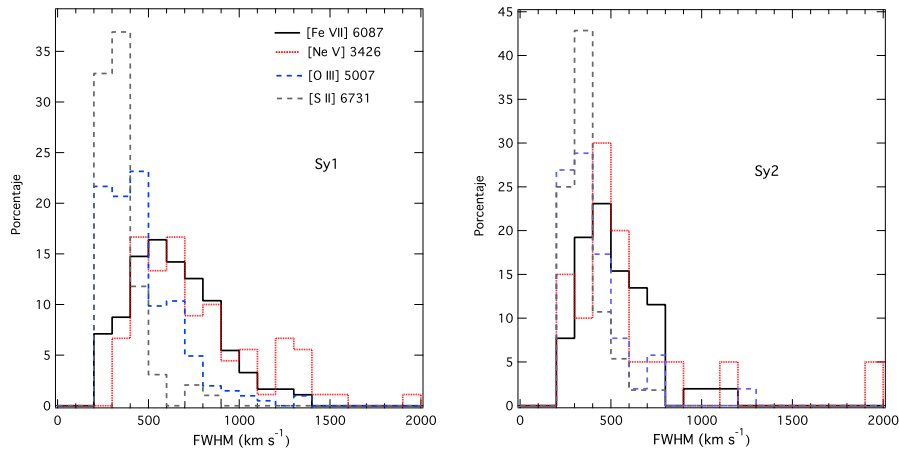 35
30
25
20
15
10
5
0
Porcentaje
[Fe VII] 6087
[Ne V] 3426
[O III] 5007
[S II] 6731
Sy1
0 500 1000 1500 2000
FWHM (km s⁻¹)
45
40
35
30
25
20
15
10
5
0
Porcentaje
Sy2
0 500 1000 1500 2000
FWHM (km s⁻¹)